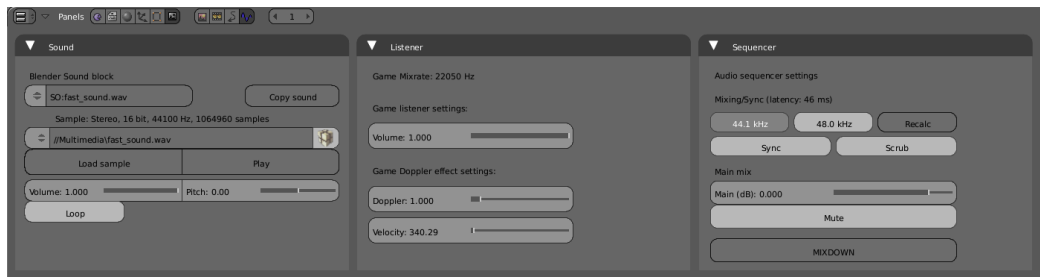 Panels
1
Sound
Blender Sound block
SO:fast_sound.wav
Copy sound
Sample: Stereo, 16 bit, 44100 Hz, 1064960 samples
//Multimedia\fast_sound.wav
Load sample
Play
Volume: 1.000
Pitch: 0.00
Loop
Listener
Game Mixrate: 22050 Hz
Game listener settings:
Volume: 1.000
Game Doppler effect settings:
Doppler: 1.000
Velocity: 340.29
Sequencer
Audio sequencer settings
Mixing/Sync (latency: 46 ms)
44.1 kHz
48.0 kHz
Recalc
Sync
Scrub
Main mix
Main (dB): 0.000
Mute
MIXDOWN